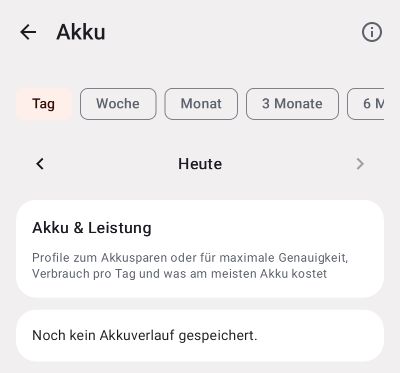 Akku
Tag
Woche
Monat
3 Monate
6 M
Heute
Akku & Leistung
Profile zum Akkusparen oder für maximale Genauigkeit,
Verbrauch pro Tag und was am meisten Akku kostet
Noch kein Akkuverlauf gespeichert.